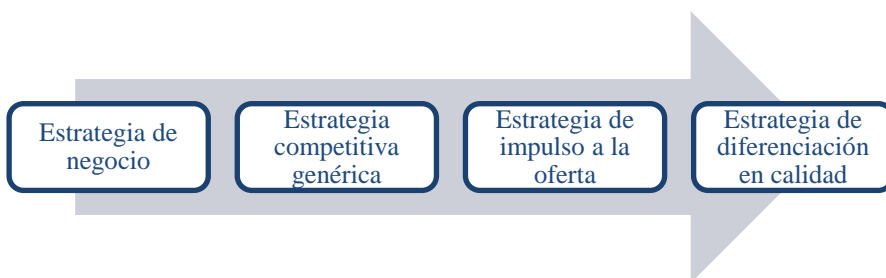 Estrategia de
negocio
Estrategia
competitiva
genérica
Estrategia de
impulso a la
oferta
Estrategia de
diferenciación
en calidad